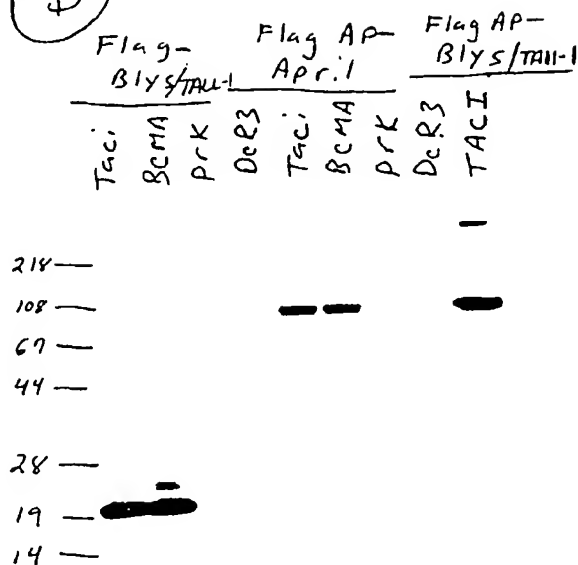 Flag- Flag AP- Flag AP-
Blys/TALL-1 April Blys/TALL-1
Taci BCMA prK DcR3 Taci BCMA prK DcR3 TACI
218
108
67
44
28
19
14